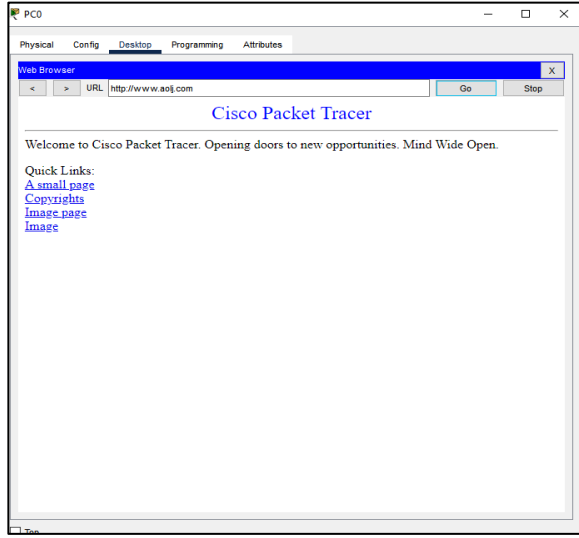 PC0
Physical Config Desktop Programming Attributes
Web Browser X
< > URL http://www.aolj.com Go Stop
Cisco Packet Tracer
Welcome to Cisco Packet Tracer. Opening doors to new opportunities. Mind Wide Open.
Quick Links:
A small page
Copyrights
Image page
Image
Top